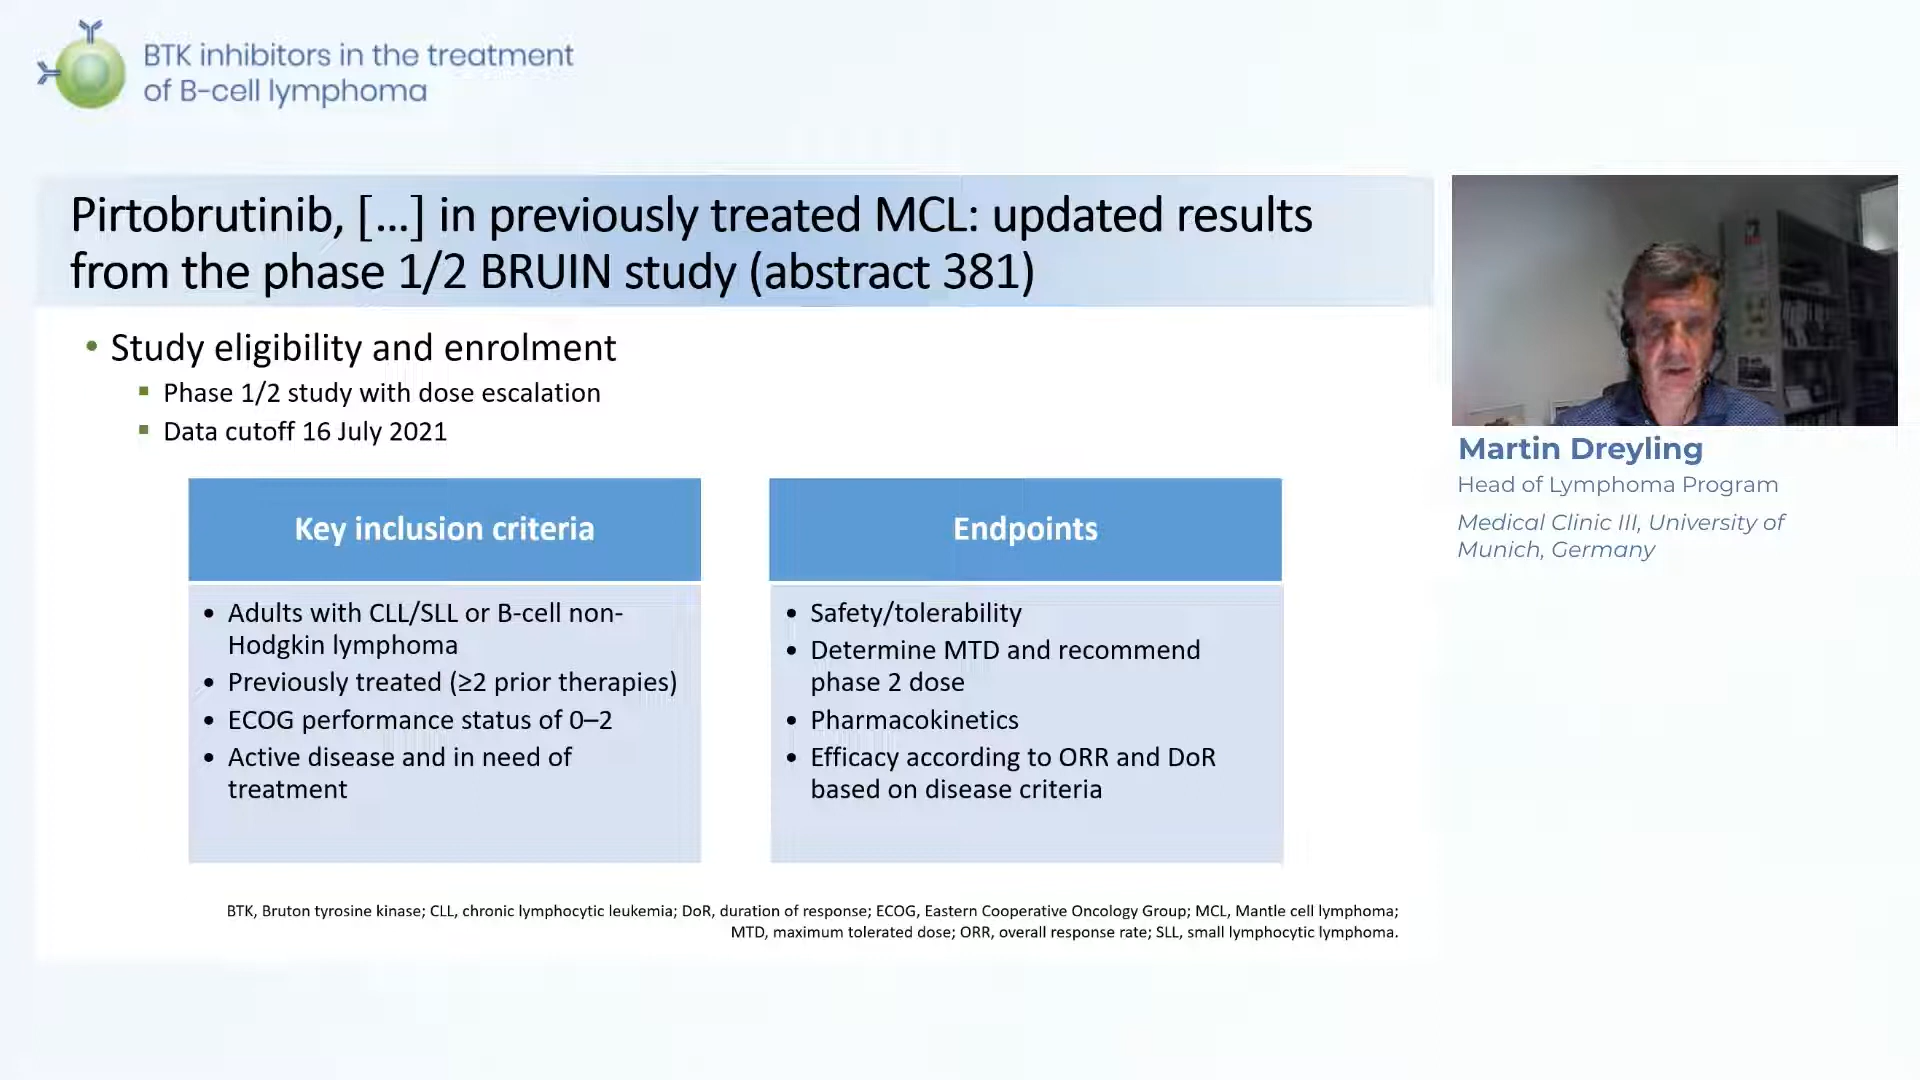 BTK inhibitors in the treatment
of B-cell lymphoma
Pirtobrutinib, [...] in previously treated MCL: updated results
from the phase 1/2 BRUIN study (abstract 381)
• Study eligibility and enrolment
▪ Phase 1/2 study with dose escalation
▪ Data cutoff 16 July 2021
Key inclusion criteria
• Adults with CLL/SLL or B-cell non-
Hodgkin lymphoma
• Previously treated (≥2 prior therapies)
• ECOG performance status of 0–2
• Active disease and in need of
treatment
Endpoints
• Safety/tolerability
• Determine MTD and recommend
phase 2 dose
• Pharmacokinetics
• Efficacy according to ORR and DoR
based on disease criteria
BTK, Bruton tyrosine kinase; CLL, chronic lymphocytic leukemia; DoR, duration of response; ECOG, Eastern Cooperative Oncology Group; MCL, Mantle cell lymphoma;
MTD, maximum tolerated dose; ORR, overall response rate; SLL, small lymphocytic lymphoma.
Martin Dreyling
Head of Lymphoma Program
Medical Clinic III, University of
Munich, Germany